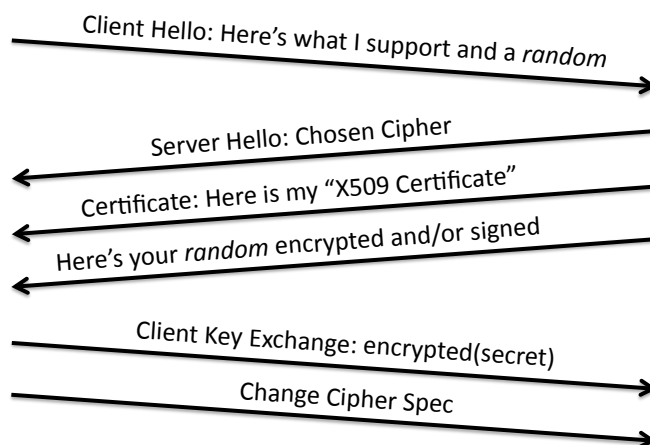 Client Hello: Here’s what I support and a random
Server Hello: Chosen Cipher
Certificate: Here is my “X509 Certificate”
Here’s your random encrypted and/or signed
Client Key Exchange: encrypted(secret)
Change Cipher Spec